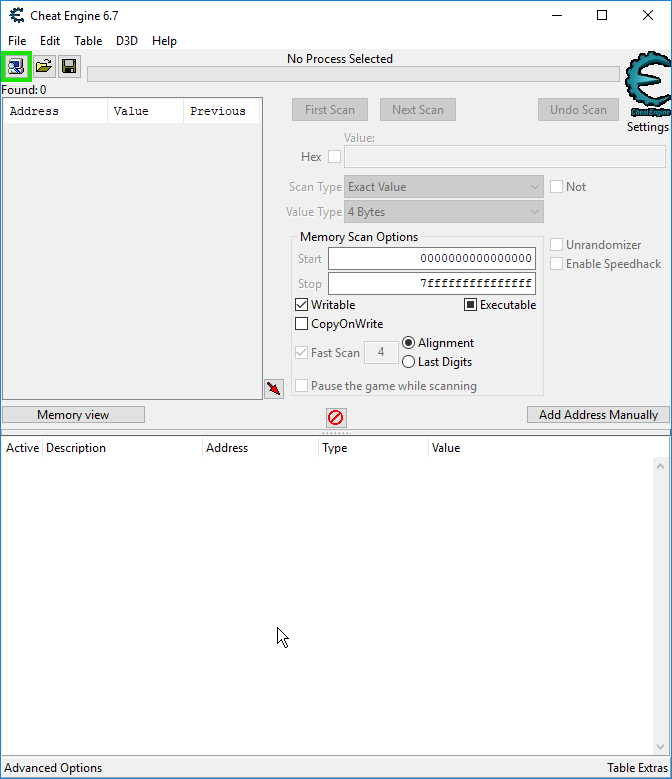 Cheat Engine 6.7
File Edit Table D3D Help
No Process Selected
Found: 0
Address Value Previous
First Scan Next Scan Undo Scan
Cheat Engine
Settings
Value:
Hex
Scan Type Exact Value Not
Value Type 4 Bytes
Memory Scan Options
Start 0000000000000000
Stop 7fffffffffffffff
Unrandomizer
Enable Speedhack
Writable Executable
CopyOnWrite
Fast Scan 4 Alignment
Last Digits
Pause the game while scanning
Memory view Add Address Manually
Active Description Address Type Value
Advanced Options Table Extras